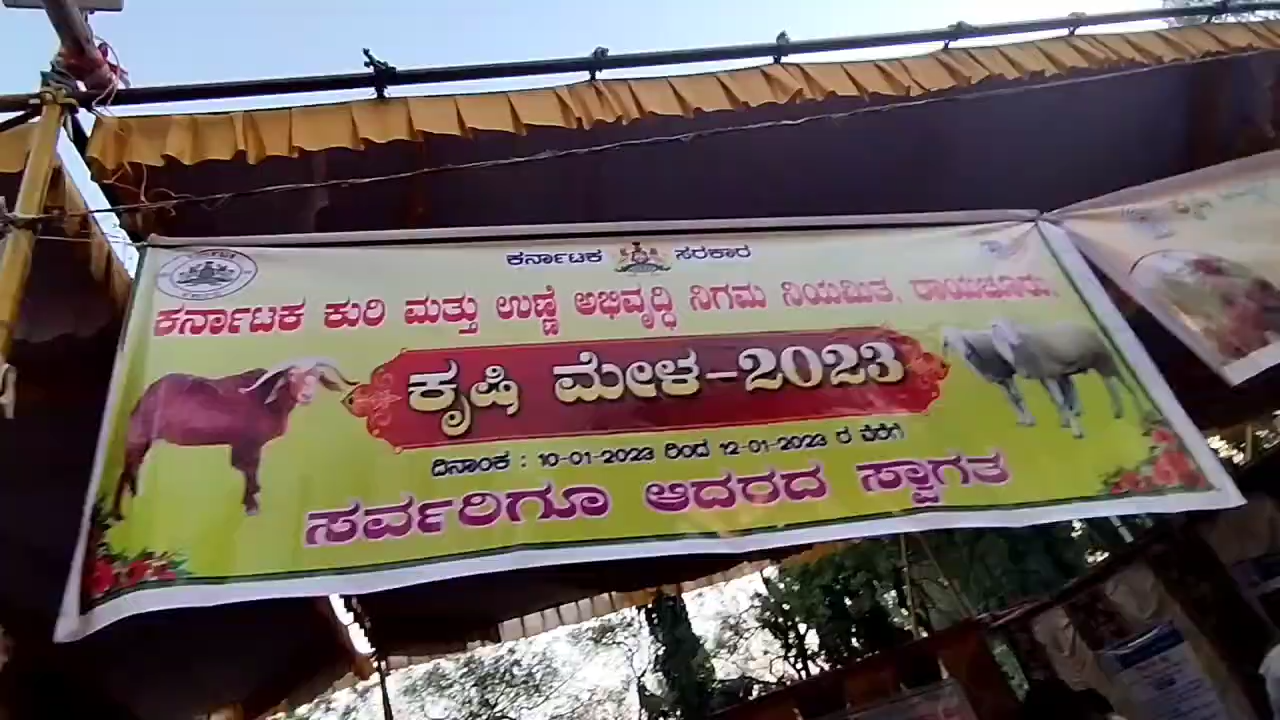 ಕರ್ನಾಟಕ ಸರಕಾರ
ಕರ್ನಾಟಕ ಕುರಿ ಮತ್ತು ಉಣ್ಣೆ ಅಭಿವೃದ್ಧಿ ನಿಗಮ ನಿಯಮಿತ, ರಾಯಚೂರು.
ಕೃಷಿ ಮೇಳ-2023
ದಿನಾಂಕ : 10-01-2023 ರಿಂದ 12-01-2023 ರ ವರೆಗೆ
ಸರ್ವರಿಗೂ ಆದರದ ಸ್ವಾಗತ